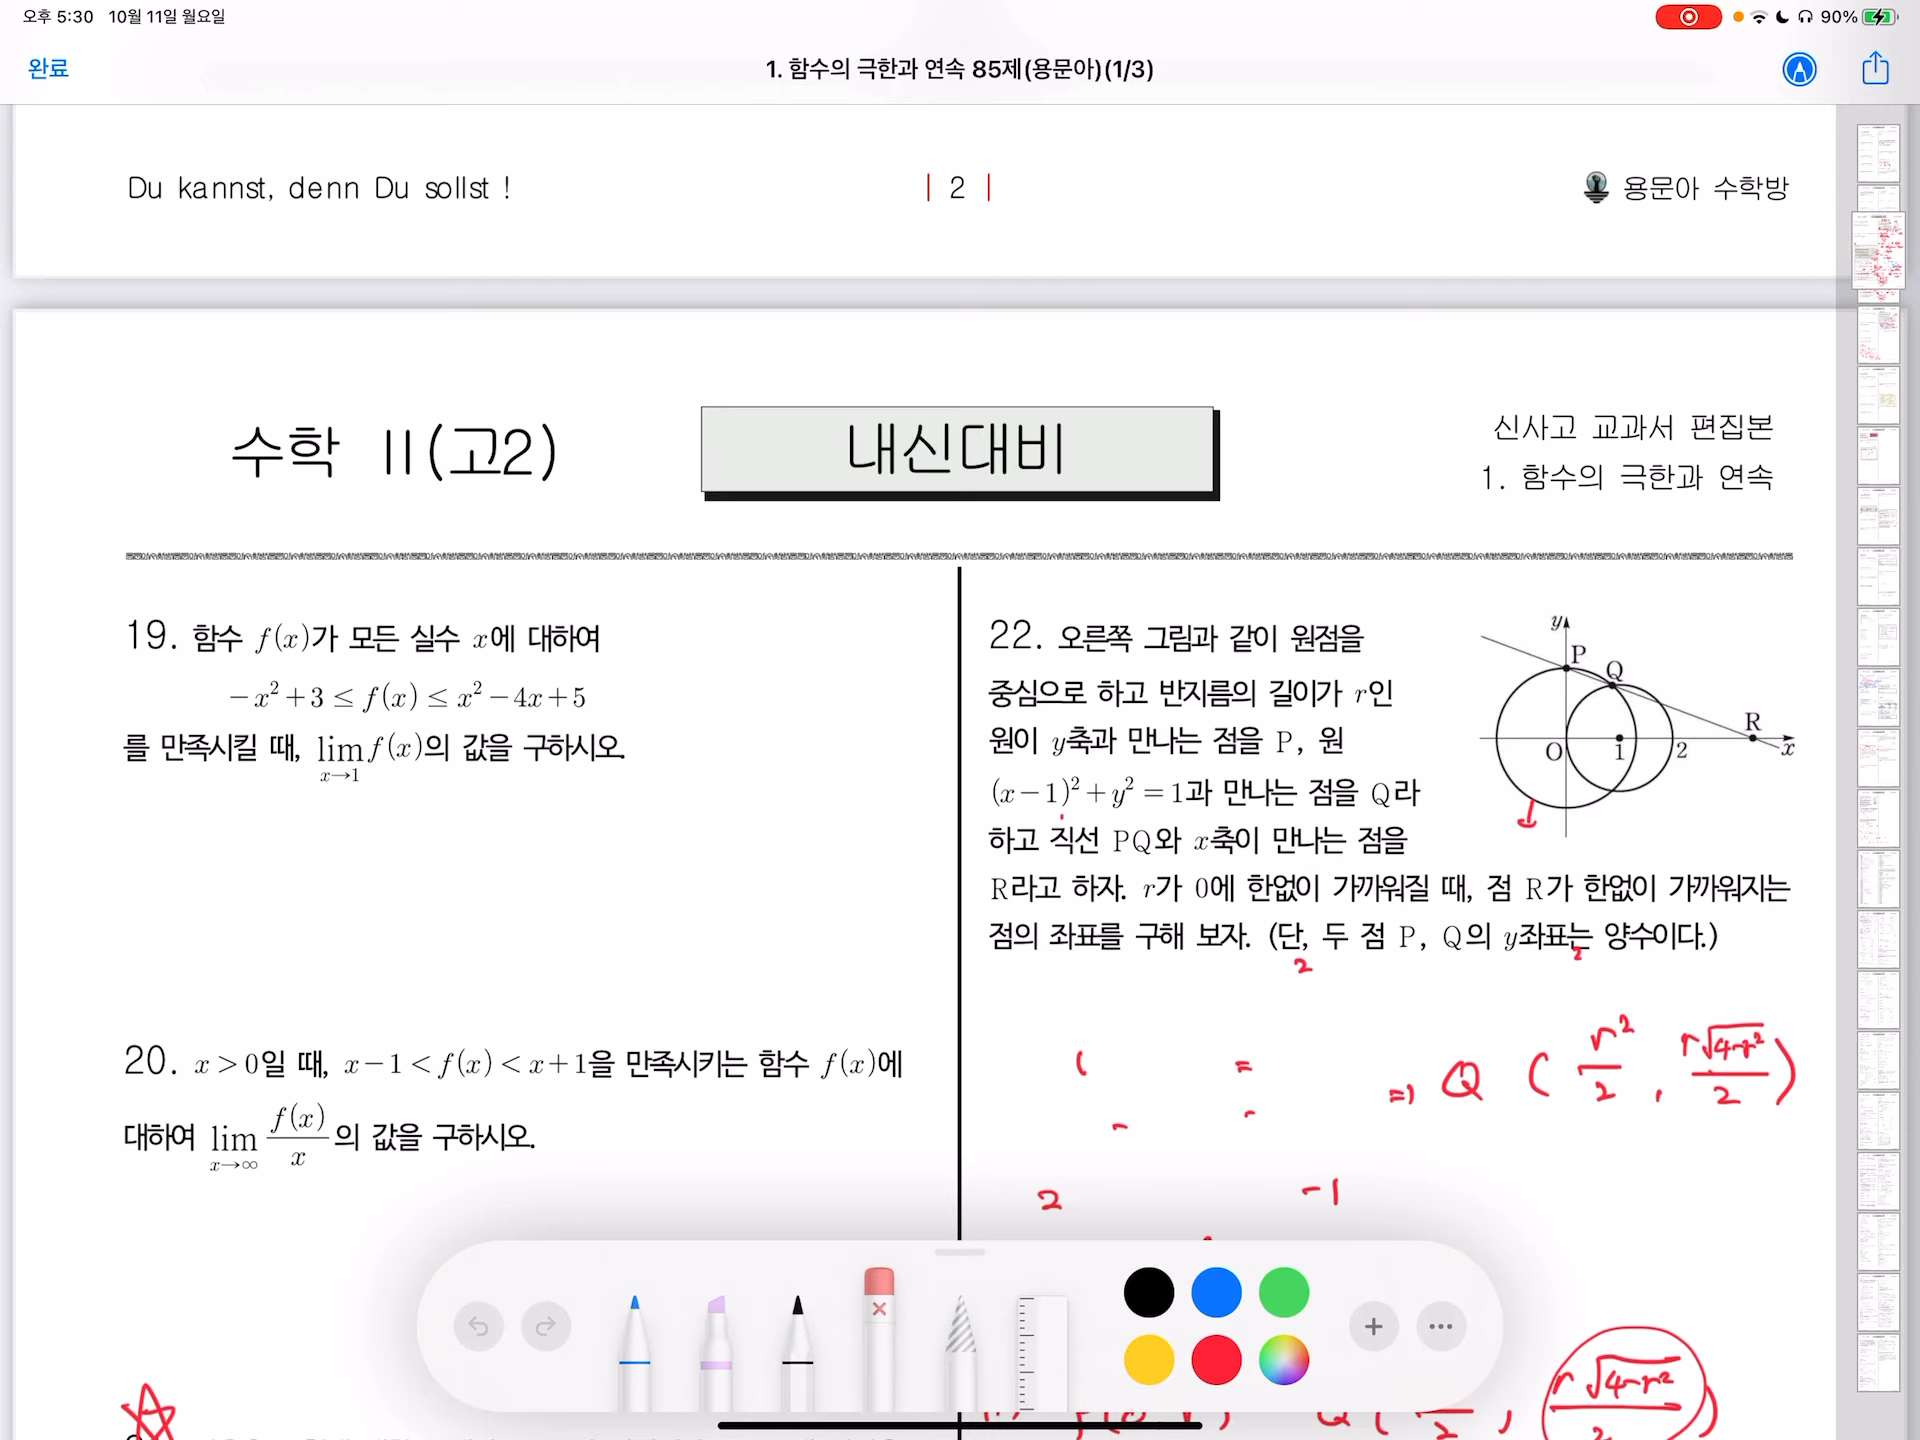 오후 5:30 10월 11일 월요일
90%
완료
1. 함수의 극한과 연속 85제(용문아)(1/3)
Du kannst, denn Du sollst !
| 2 |
용문아 수학방
수학 II(고2)
내신대비
신사고 교과서 편집본
1. 함수의 극한과 연속
19. 함수 f(x)가 모든 실수 x에 대하여
-x²+3 ≤ f(x) ≤ x²-4x+5
를 만족시킬 때, lim_{x→1} f(x)의 값을 구하시오.
20. x>0일 때, x-1<f(x)<x+1을 만족시키는 함수 f(x)에
대하여 lim_{x→∞} f(x)/x 의 값을 구하시오.
22. 오른쪽 그림과 같이 원점을
중심으로 하고 반지름의 길이가 r인
원이 y축과 만나는 점을 P, 원
(x-1)²+y²=1과 만나는 점을 Q라
하고 직선 PQ와 x축이 만나는 점을
R라고 하자. r가 0에 한없이 가까워질 때, 점 R가 한없이 가까워지는
점의 좌표를 구해 보자. (단, 두 점 P, Q의 y좌표는 양수이다.)
y
P
Q
R
O
1
2
x
2
2
(
=
⇒ Q ( r²/2 , r√(4-r²)/2 )
2
-1
r√(4-r²)